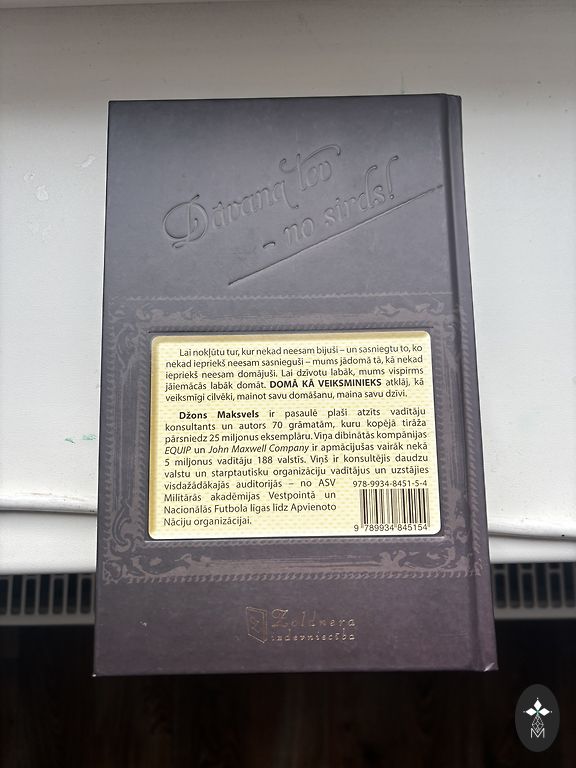 Dāvana tev
- no sirds!
Lai nokļūtu tur, kur nekad neesam bijuši – un sasniegtu to, ko
nekad iepriekš neesam sasnieguši – mums jādomā tā, kā nekad
iepriekš neesam domājuši. Lai dzīvotu labāk, mums vispirms
jāiemācās labāk domāt. DOMĀ KĀ VEIKSMINIEKS atklāj, kā
veiksmīgi cilvēki, mainot savu domāšanu, maina savu dzīvi.
Džons Maksvels ir pasaulē plaši atzīts vadītāju
konsultants un autors 70 grāmatām, kuru kopējā tirāža
pārsniedz 25 miljonus eksemplāru. Viņa dibinātās kompānijas
EQUIP un John Maxwell Company ir apmācījušas vairāk nekā
5 miljonus vadītāju 188 valstīs. Viņš ir konsultējis daudzu
valstu un starptautisku organizāciju vadītājus un uzstājies
visdažādākajās auditorijās – no ASV
Militārās akadēmijas Vestpointā un
Nacionālās Futbola līgas līdz Apvienoto
Nāciju organizācijai.
978-9934-8451-5-4
9 789934 845154
Zoldnera
izdevniecība
M